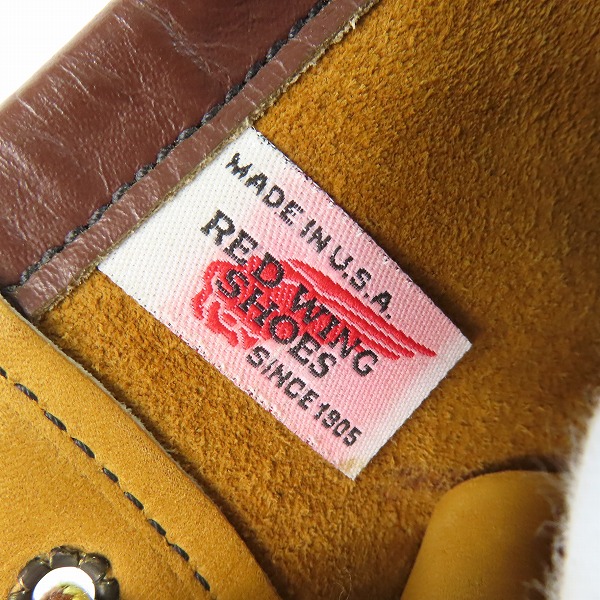 MADE IN U.S.A.
RED WING
SHOES
SINCE 1905